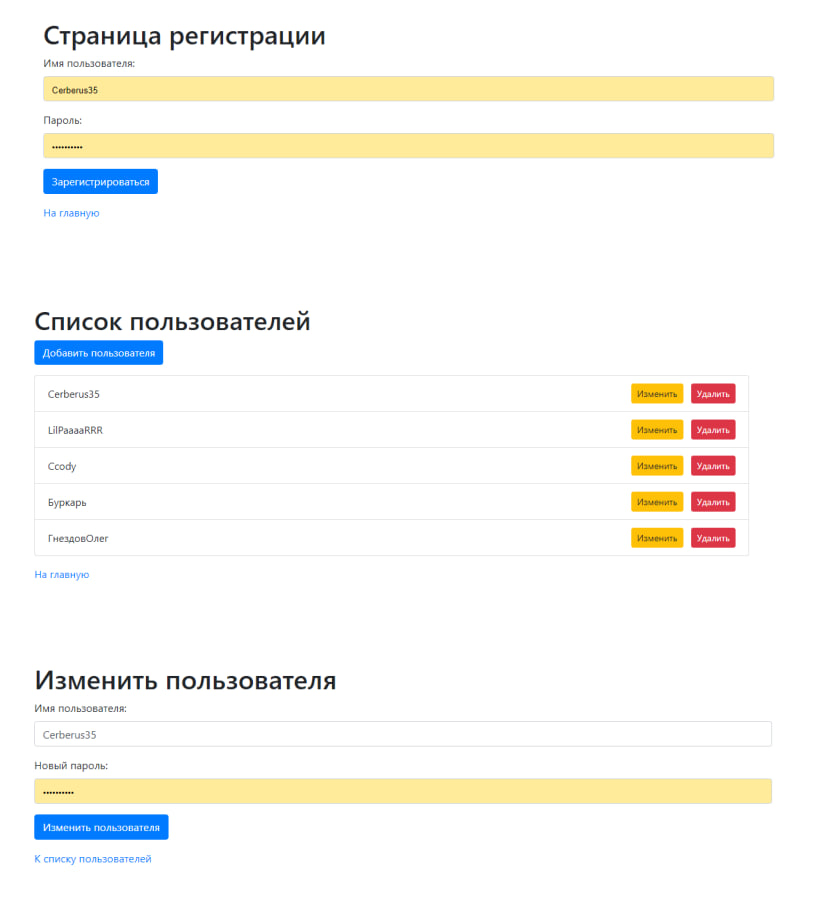 Страница регистрации
Имя пользователя:
Cerberus35
Пароль:
••••••••••
Зарегистрироваться
На главную
Список пользователей
Добавить пользователя
Cerberus35 Изменить Удалить
LilPaaaaRRR Изменить Удалить
Ccody Изменить Удалить
Буркарь Изменить Удалить
ГнездовОлег Изменить Удалить
На главную
Изменить пользователя
Имя пользователя:
Cerberus35
Новый пароль:
••••••••••
Изменить пользователя
К списку пользователей